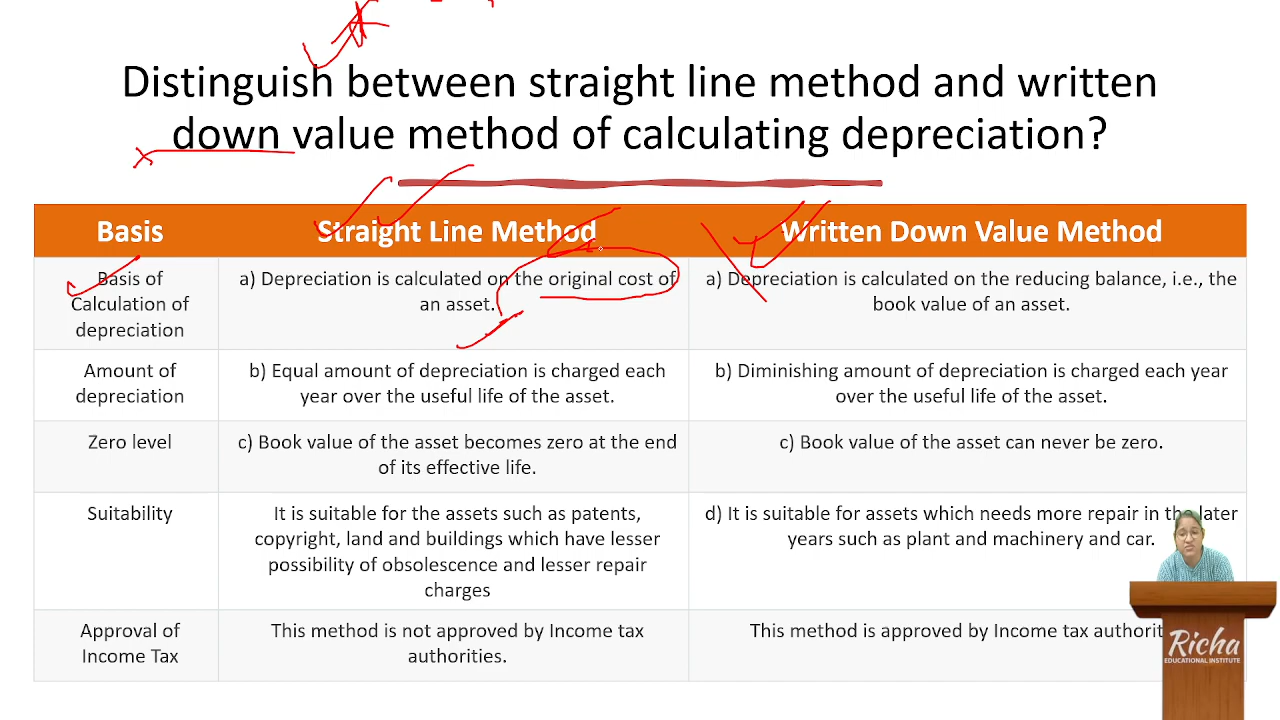 Distinguish between straight line method and written
down value method of calculating depreciation?
Basis
Straight Line Method
Written Down Value Method
Basis of
Calculation of
depreciation
a) Depreciation is calculated on the original cost of
an asset.
a) Depreciation is calculated on the reducing balance, i.e., the
book value of an asset.
Amount of
depreciation
b) Equal amount of depreciation is charged each
year over the useful life of the asset.
b) Diminishing amount of depreciation is charged each year
over the useful life of the asset.
Zero level
c) Book value of the asset becomes zero at the end
of its effective life.
c) Book value of the asset can never be zero.
Suitability
It is suitable for the assets such as patents,
copyright, land and buildings which have lesser
possibility of obsolescence and lesser repair
charges
d) It is suitable for assets which needs more repair in the later
years such as plant and machinery and car.
Approval of
Income Tax
This method is not approved by Income tax
authorities.
This method is approved by Income tax authorit
Richa
EDUCATIONAL INSTITUTE